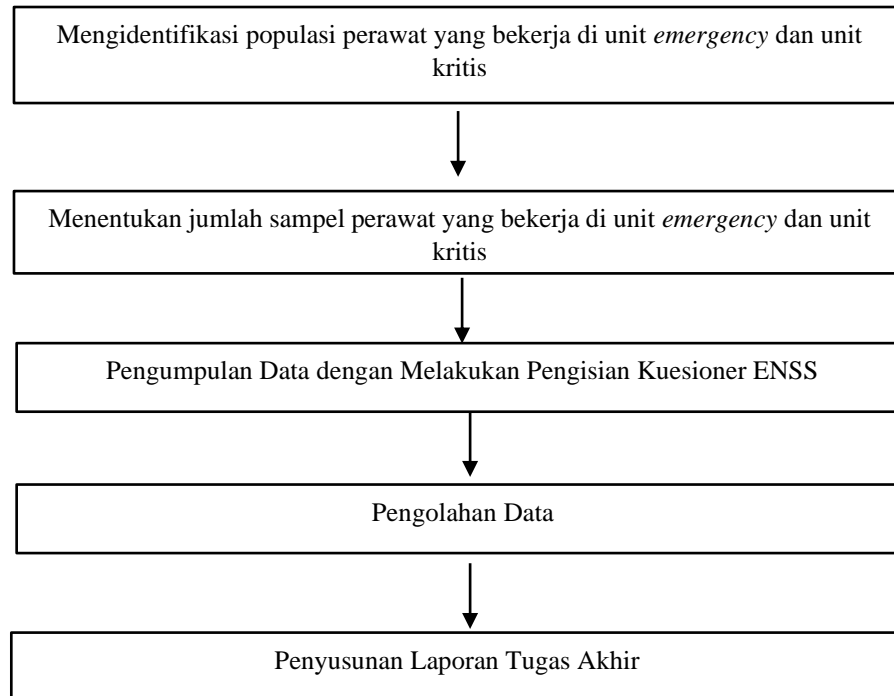 Mengidentifikasi populasi perawat yang bekerja di unit emergency dan unit
kritis
Menentukan jumlah sampel perawat yang bekerja di unit emergency dan unit
kritis
Pengumpulan Data dengan Melakukan Pengisian Kuesioner ENSS
Pengolahan Data
Penyusunan Laporan Tugas Akhir